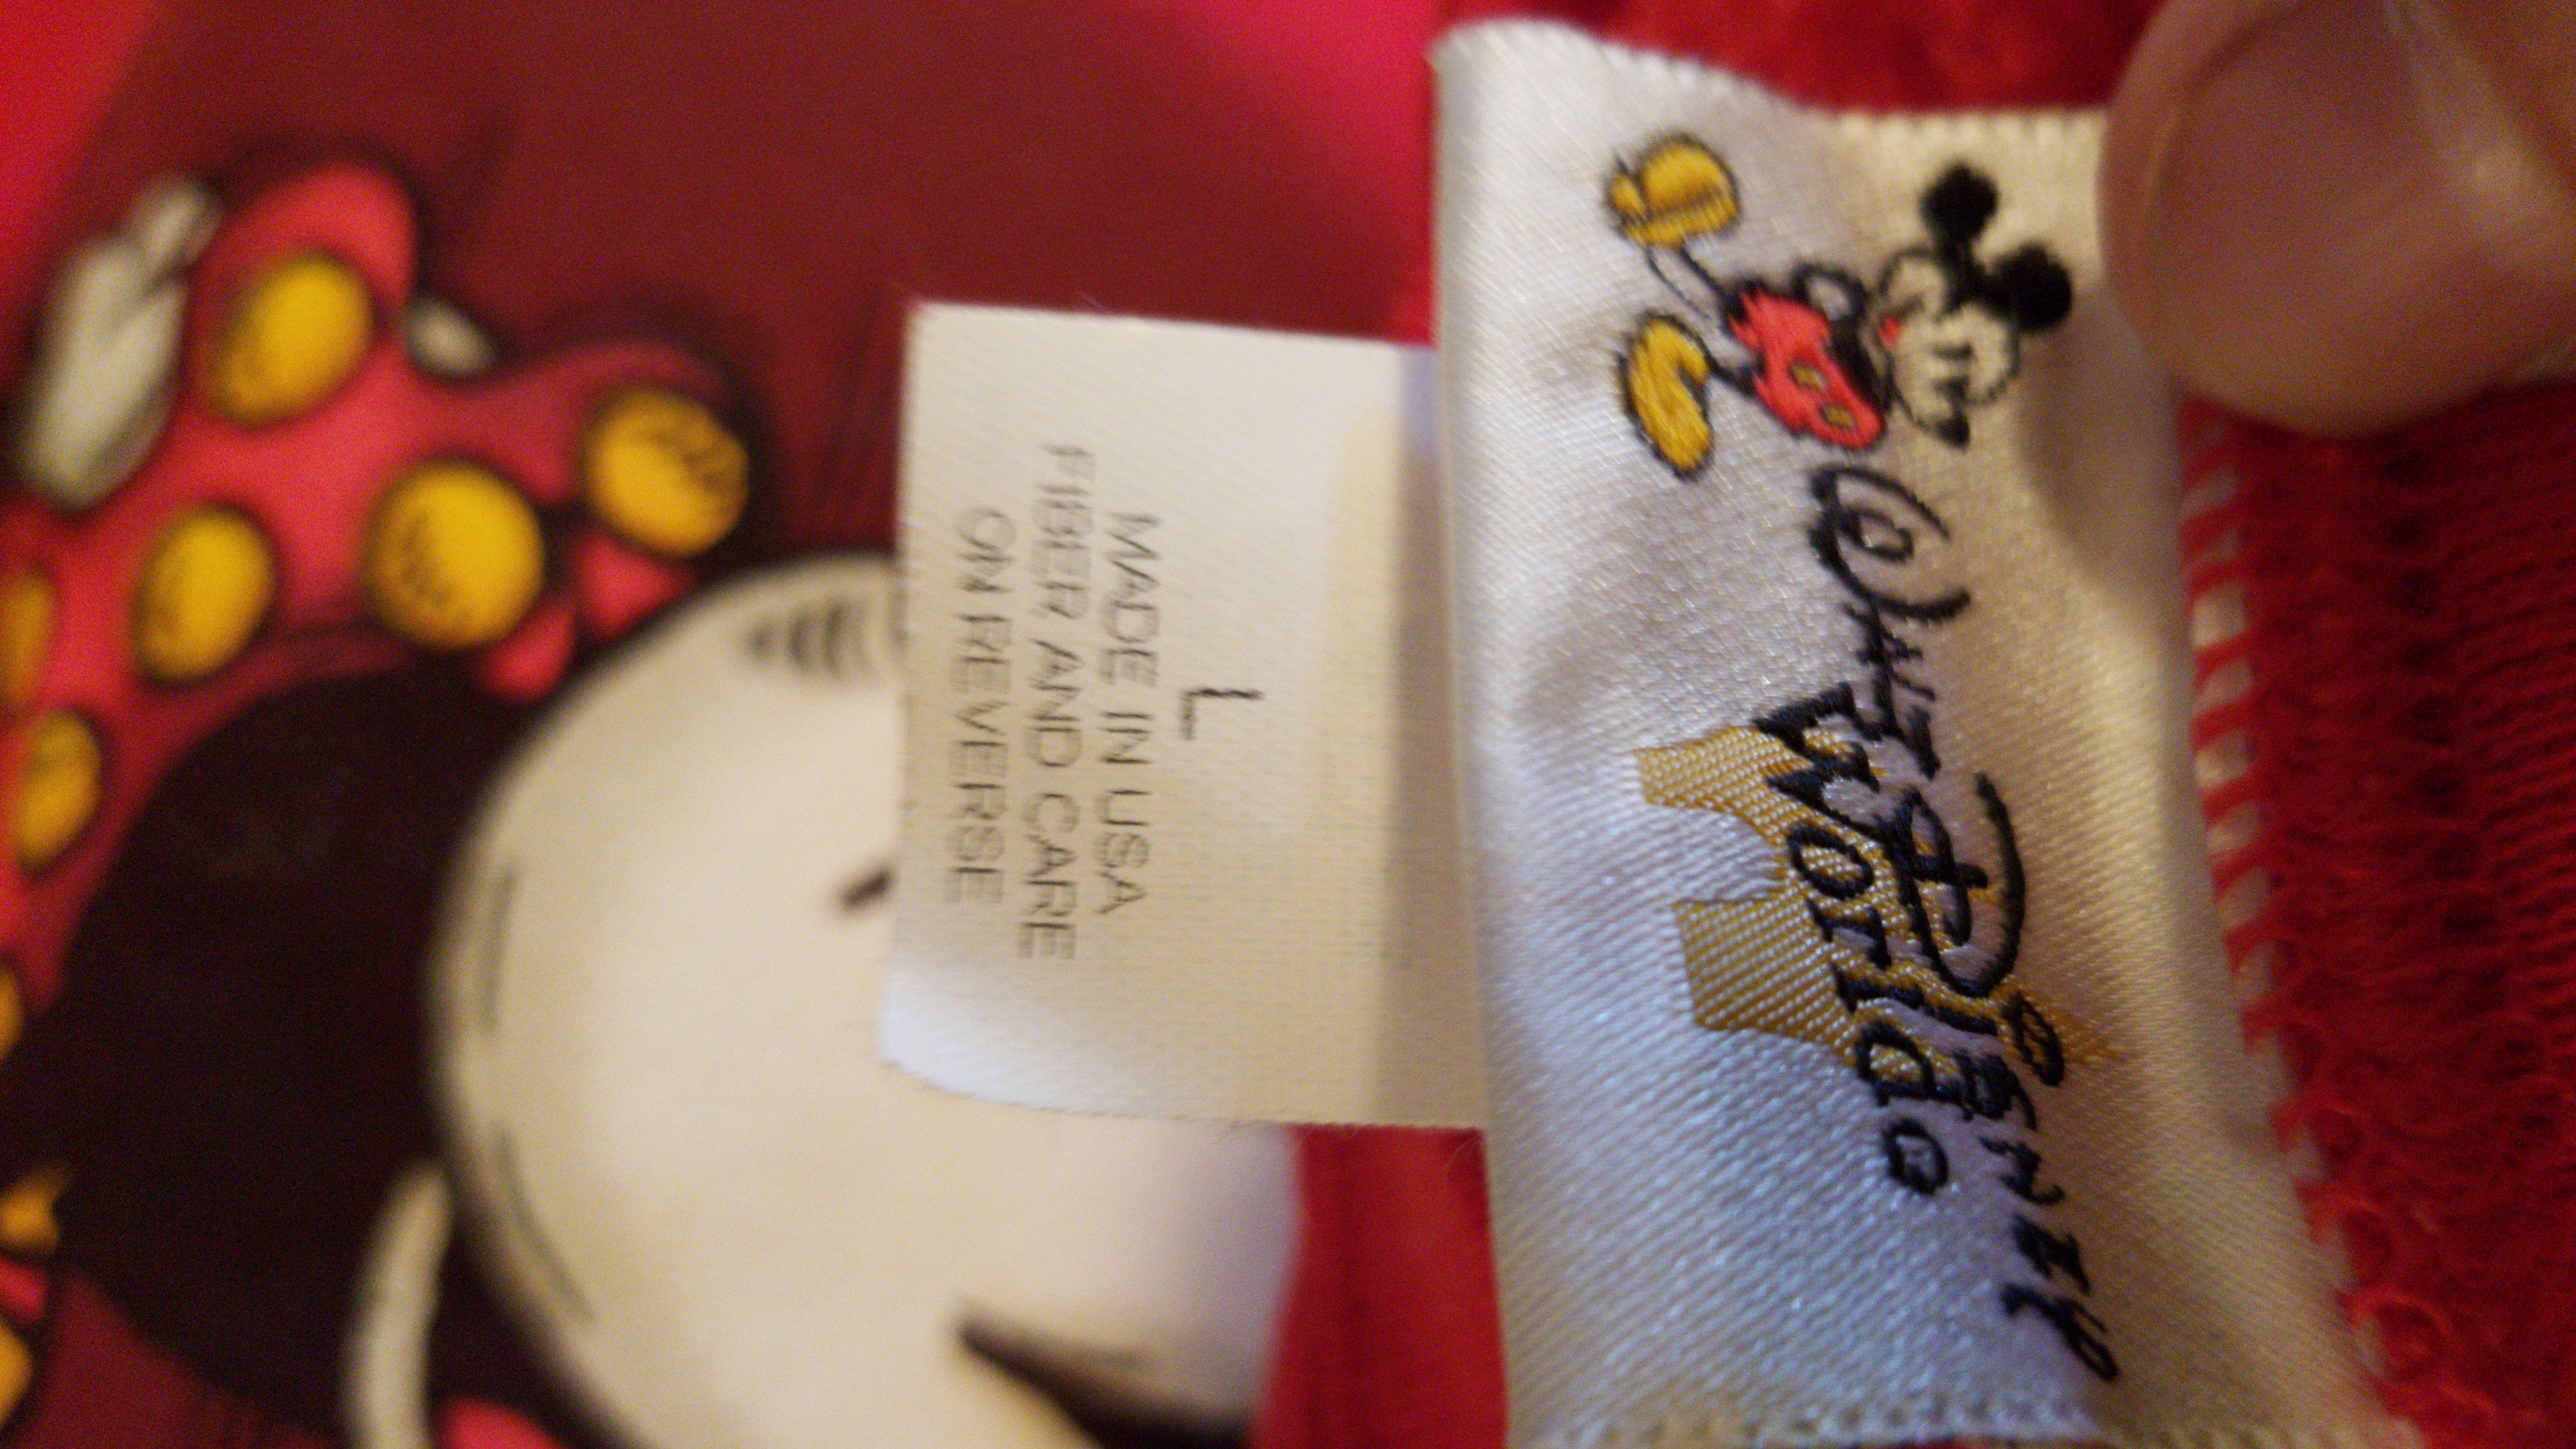 Walt Disney
World®
L
MADE IN USA
FIBER AND CARE
ON REVERSE